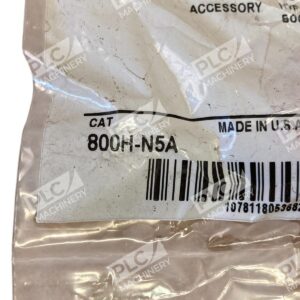 ACCESSORY
CAT
800H-N5A
MADE IN U.S.A
PLC
MACHINERY